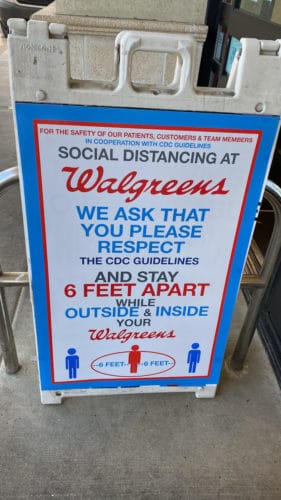 FOR THE SAFETY OF OUR PATIENTS, CUSTOMERS & TEAM MEMBERS
IN COOPERATION WITH CDC GUIDELINES
SOCIAL DISTANCING AT
Walgreens
WE ASK THAT
YOU PLEASE
RESPECT
THE CDC GUIDELINES
AND STAY
6 FEET APART
WHILE
OUTSIDE & INSIDE
YOUR
Walgreens
--6 FEET-- --6 FEET--